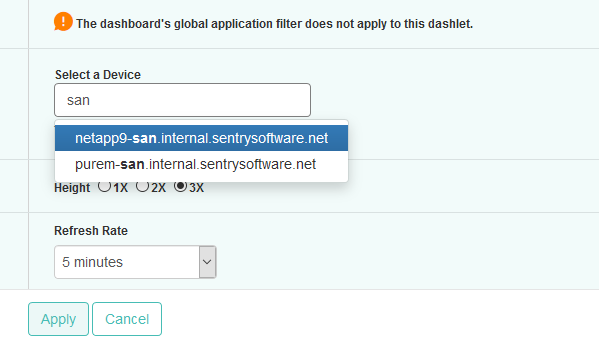 The dashboard's global application filter does not apply to this dashlet.
Select a Device
san
netapp9-san.internal.sentrysoftware.net
purem-san.internal.sentrysoftware.net
Height 1X 2X 3X
Refresh Rate
5 minutes
Apply Cancel